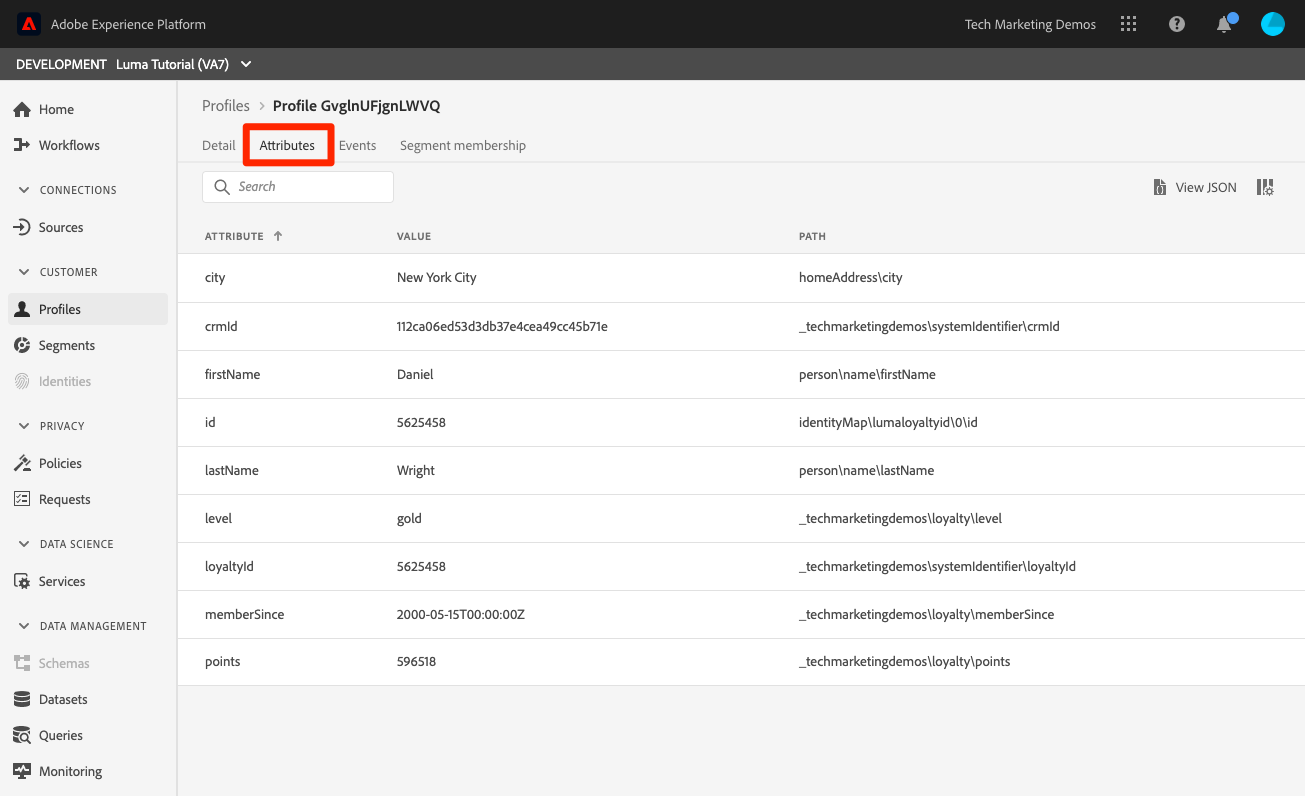 Adobe Experience Platform
Tech Marketing Demos
DEVELOPMENT Luma Tutorial (VA7)
Home
Workflows
CONNECTIONS
Sources
CUSTOMER
Profiles
Segments
Identities
PRIVACY
Policies
Requests
DATA SCIENCE
Services
DATA MANAGEMENT
Schemas
Datasets
Queries
Monitoring
Profiles > Profile GvglnUFjgnLWVQ
Detail Attributes Events Segment membership
Search
View JSON
ATTRIBUTE VALUE PATH
city New York City homeAddress\city
crmId 112ca06ed53d3db37e4cea49cc45b71e _techmarketingdemos\systemIdentifier\crmId
firstName Daniel person\name\firstName
id 5625458 identityMap\lumaloyaltyid\0\id
lastName Wright person\name\lastName
level gold _techmarketingdemos\loyalty\level
loyaltyId 5625458 _techmarketingdemos\systemIdentifier\loyaltyId
memberSince 2000-05-15T00:00:00Z _techmarketingdemos\loyalty\memberSince
points 596518 _techmarketingdemos\loyalty\points